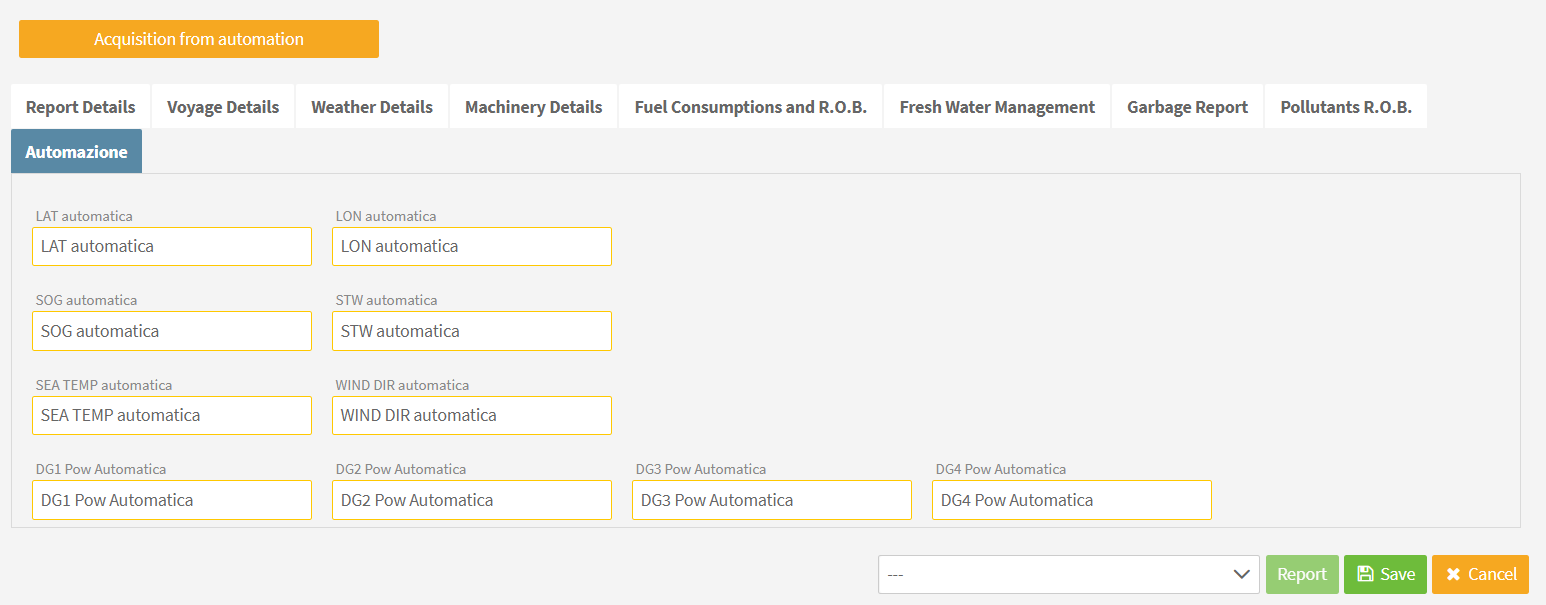 Acquisition from automation
Report Details Voyage Details Weather Details Machinery Details Fuel Consumptions and R.O.B. Fresh Water Management Garbage Report Pollutants R.O.B.
Automazione
LAT automatica LON automatica
LAT automatica LON automatica
SOG automatica STW automatica
SOG automatica STW automatica
SEA TEMP automatica WIND DIR automatica
SEA TEMP automatica WIND DIR automatica
DG1 Pow Automatica DG2 Pow Automatica DG3 Pow Automatica DG4 Pow Automatica
DG1 Pow Automatica DG2 Pow Automatica DG3 Pow Automatica DG4 Pow Automatica
--- Report Save Cancel